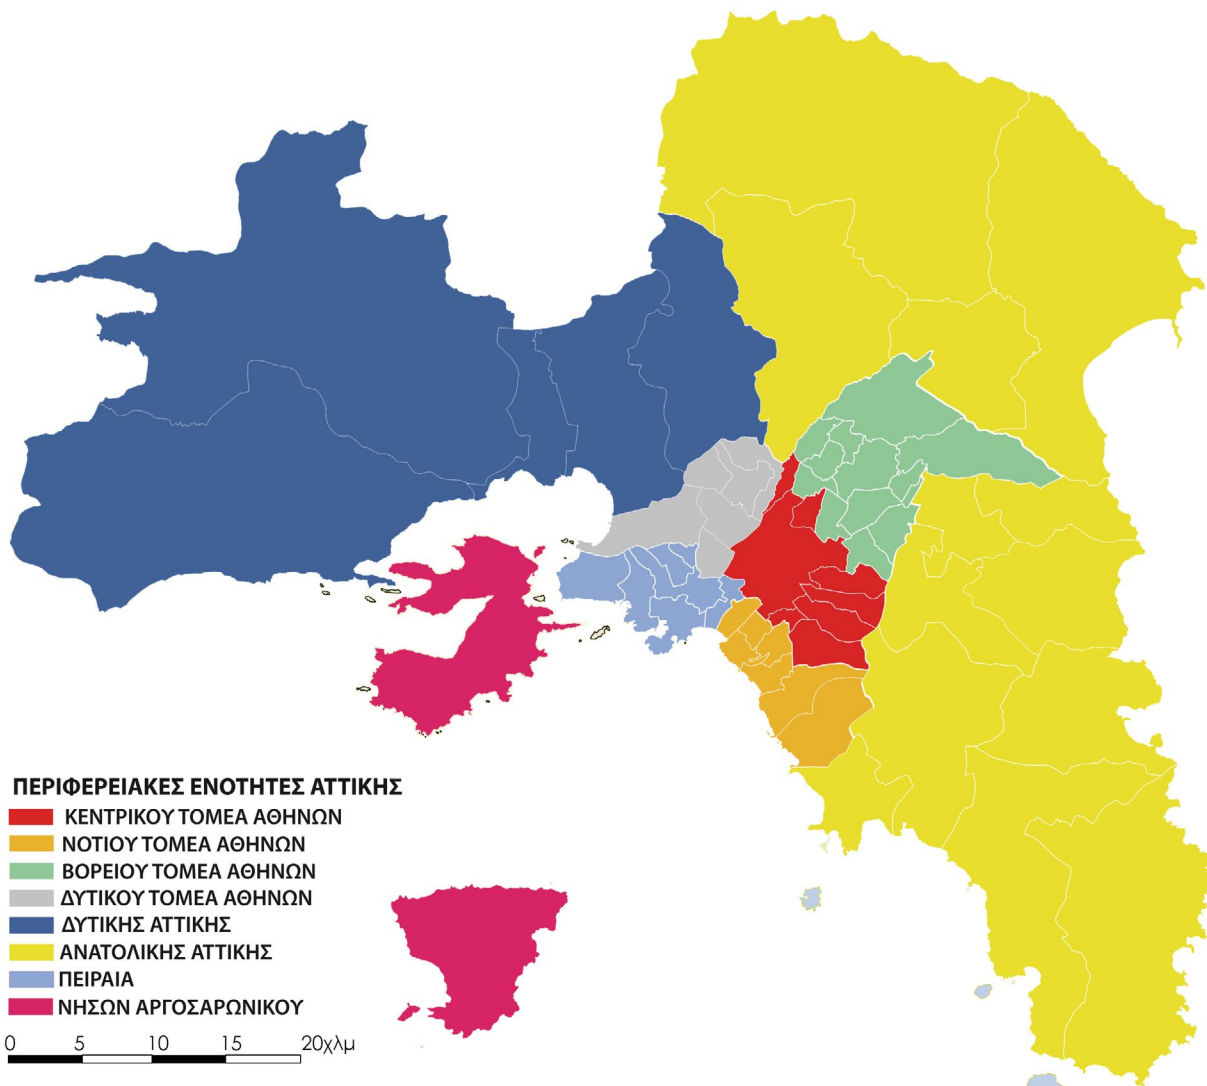 ΠΕΡΙΦΕΡΕΙΑΚΕΣ ΕΝΟΤΗΤΕΣ ΑΤΤΙΚΗΣ
ΚΕΝΤΡΙΚΟΥ ΤΟΜΕΑ ΑΘΗΝΩΝ
ΝΟΤΙΟΥ ΤΟΜΕΑ ΑΘΗΝΩΝ
ΒΟΡΕΙΟΥ ΤΟΜΕΑ ΑΘΗΝΩΝ
ΔΥΤΙΚΟΥ ΤΟΜΕΑ ΑΘΗΝΩΝ
ΔΥΤΙΚΗΣ ΑΤΤΙΚΗΣ
ΑΝΑΤΟΛΙΚΗΣ ΑΤΤΙΚΗΣ
ΠΕΙΡΑΙΑ
ΝΗΣΩΝ ΑΡΓΟΣΑΡΩΝΙΚΟΥ
0 5 10 15 20χλμ